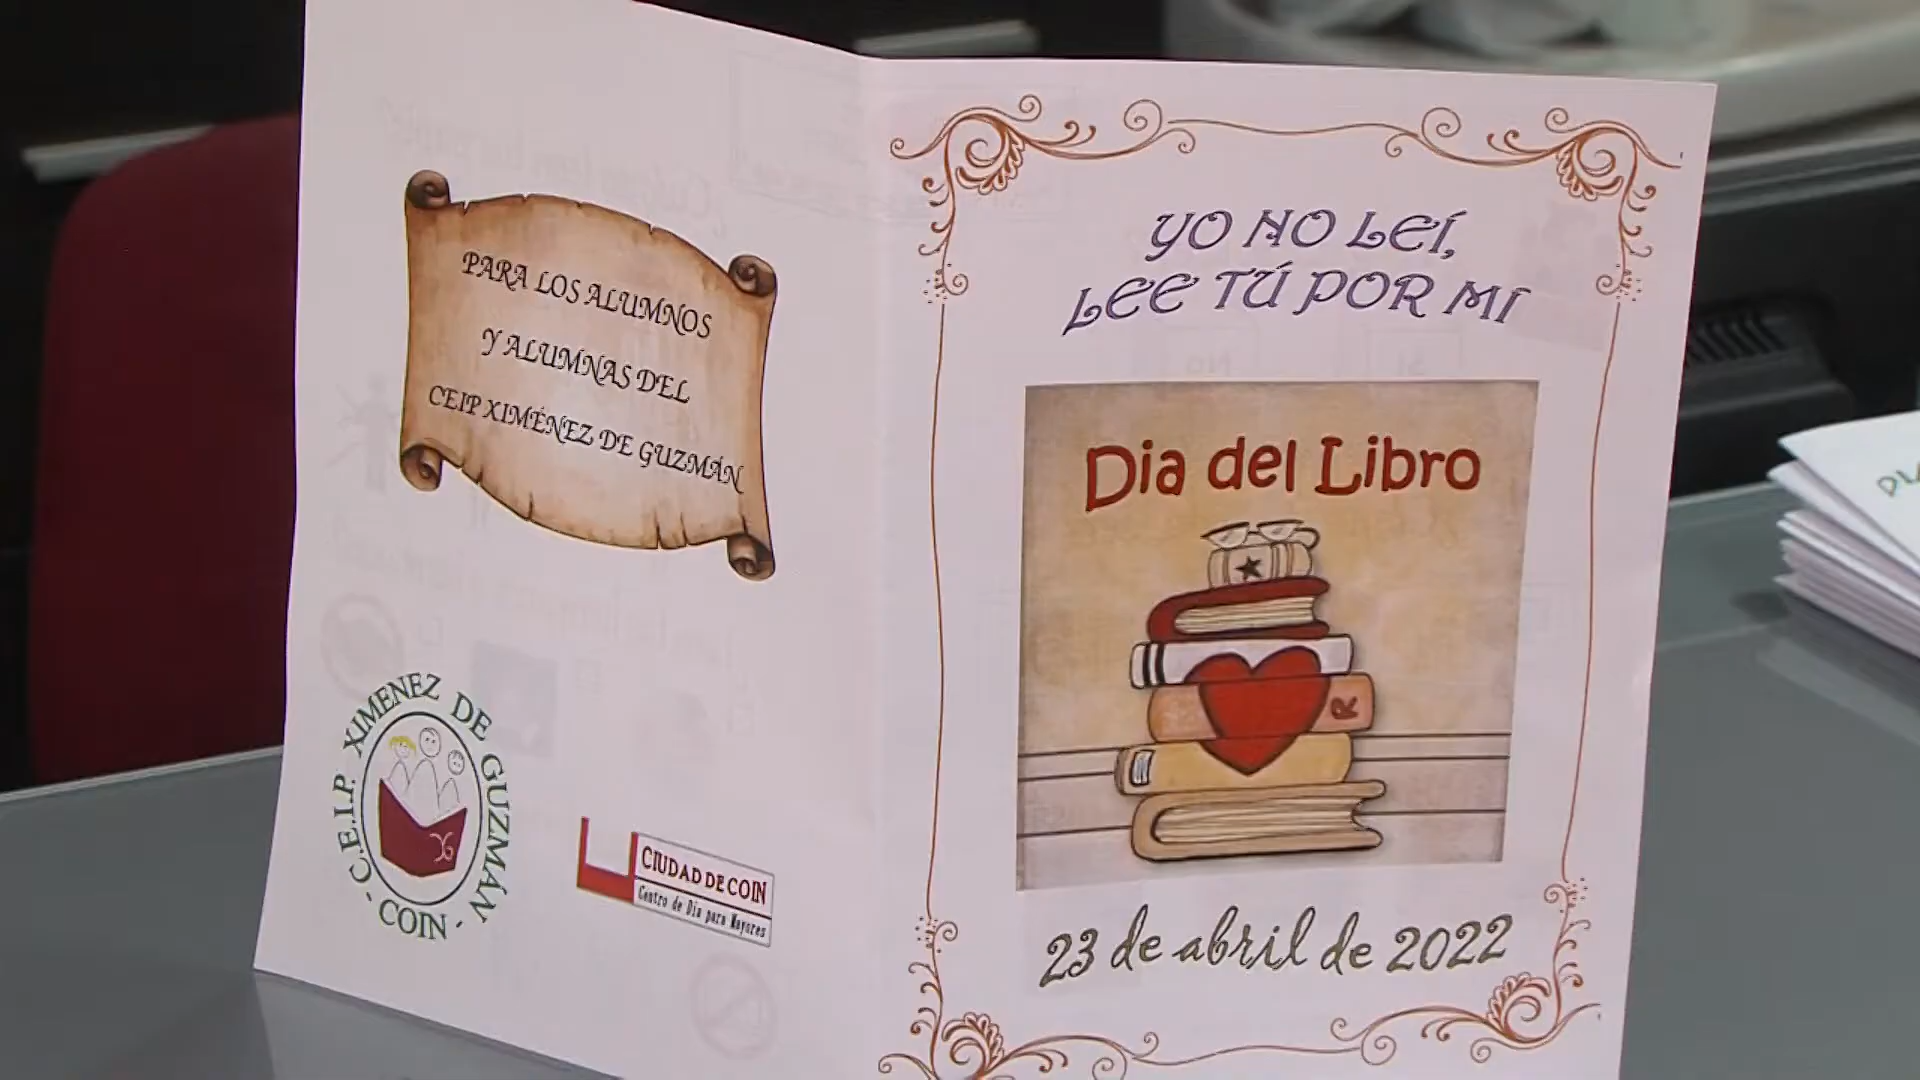 PARA LOS ALUMNOS
Y ALUMNAS DEL
CEIP XIMÉNEZ DE GUZMÁN
C.E.I.P. XIMENEZ DE GUZMÁN
- COIN -
CIUDAD DE COIN
Centro de Dia para Mayores
YO NO LEÍ,
LEE TÚ POR MI
Dia del Libro
R
23 de abril de 2022